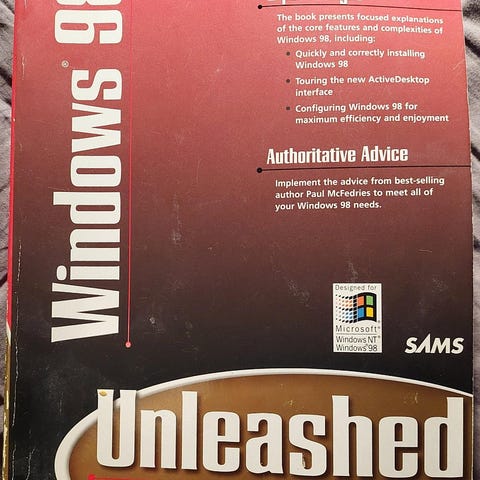 Windows® 98
The book presents focused explanations
of the core features and complexities of
Windows 98, including:
• Quickly and correctly installing
Windows 98
• Touring the new ActiveDesktop
interface
• Configuring Windows 98 for
maximum efficiency and enjoyment
Authoritative Advice
Implement the advice from best-selling
author Paul McFedries to meet all of
your Windows 98 needs.
Designed for
Microsoft®
Windows NT®
Windows®98
SAMS
Unleashed